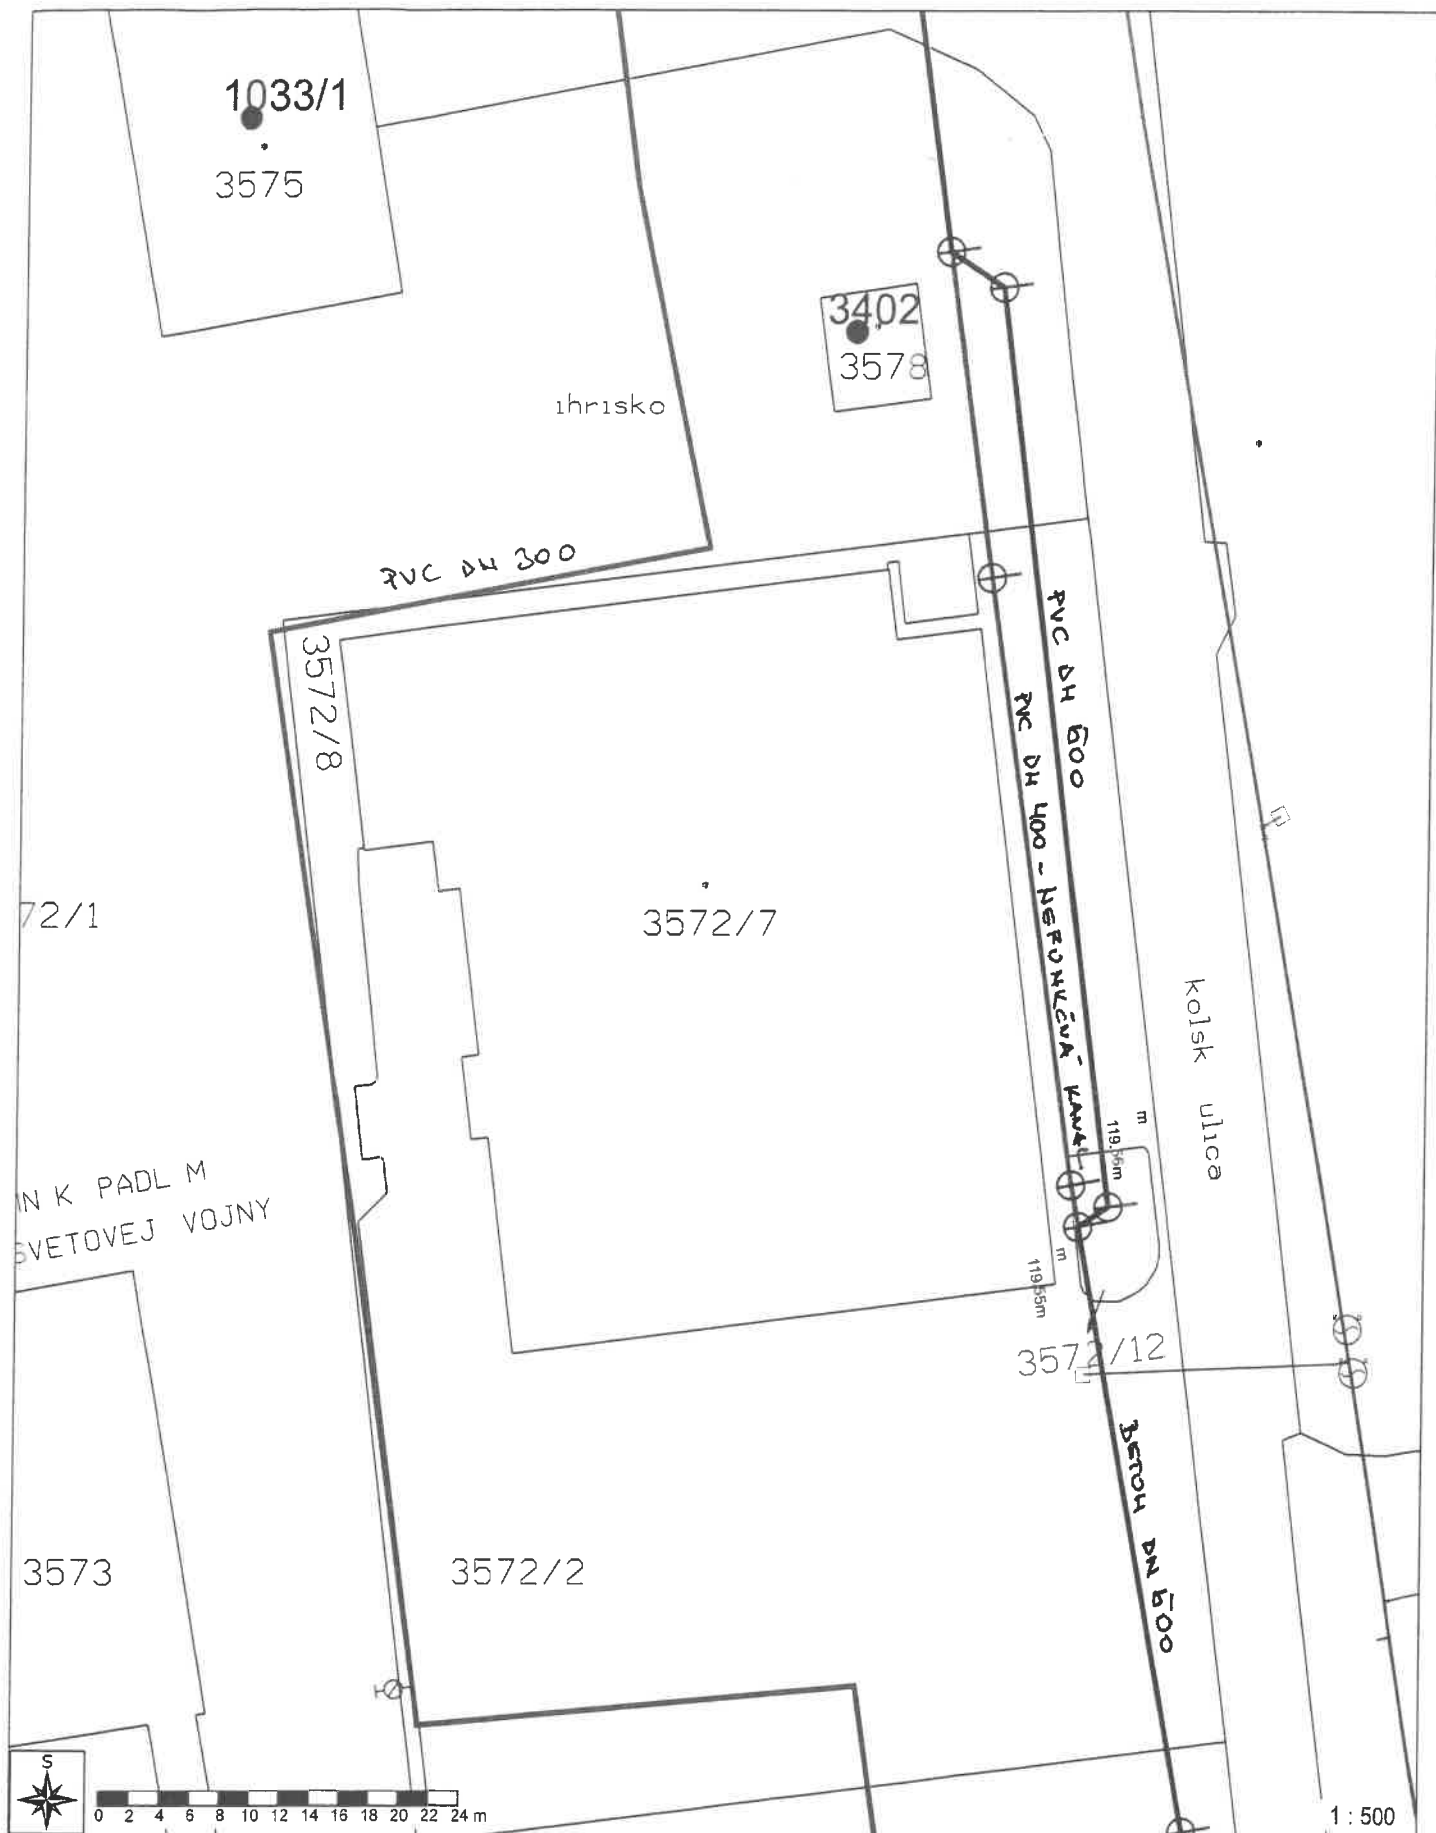 1033/1
3575
3402
3578
ihrisko
PVC DN 300
3572/8
PVC DN 600
PVC DN 400 - NEFUNKČNÁ KANAL
72/1
3572/7
kolsk ulica
m
119.56m
N K PADL M
SVETOVEJ VOJNY
m
119.55m
3572/12
BETON DN 600
3573
3572/2
S
0 2 4 6 8 10 12 14 16 18 20 22 24 m
1 : 500